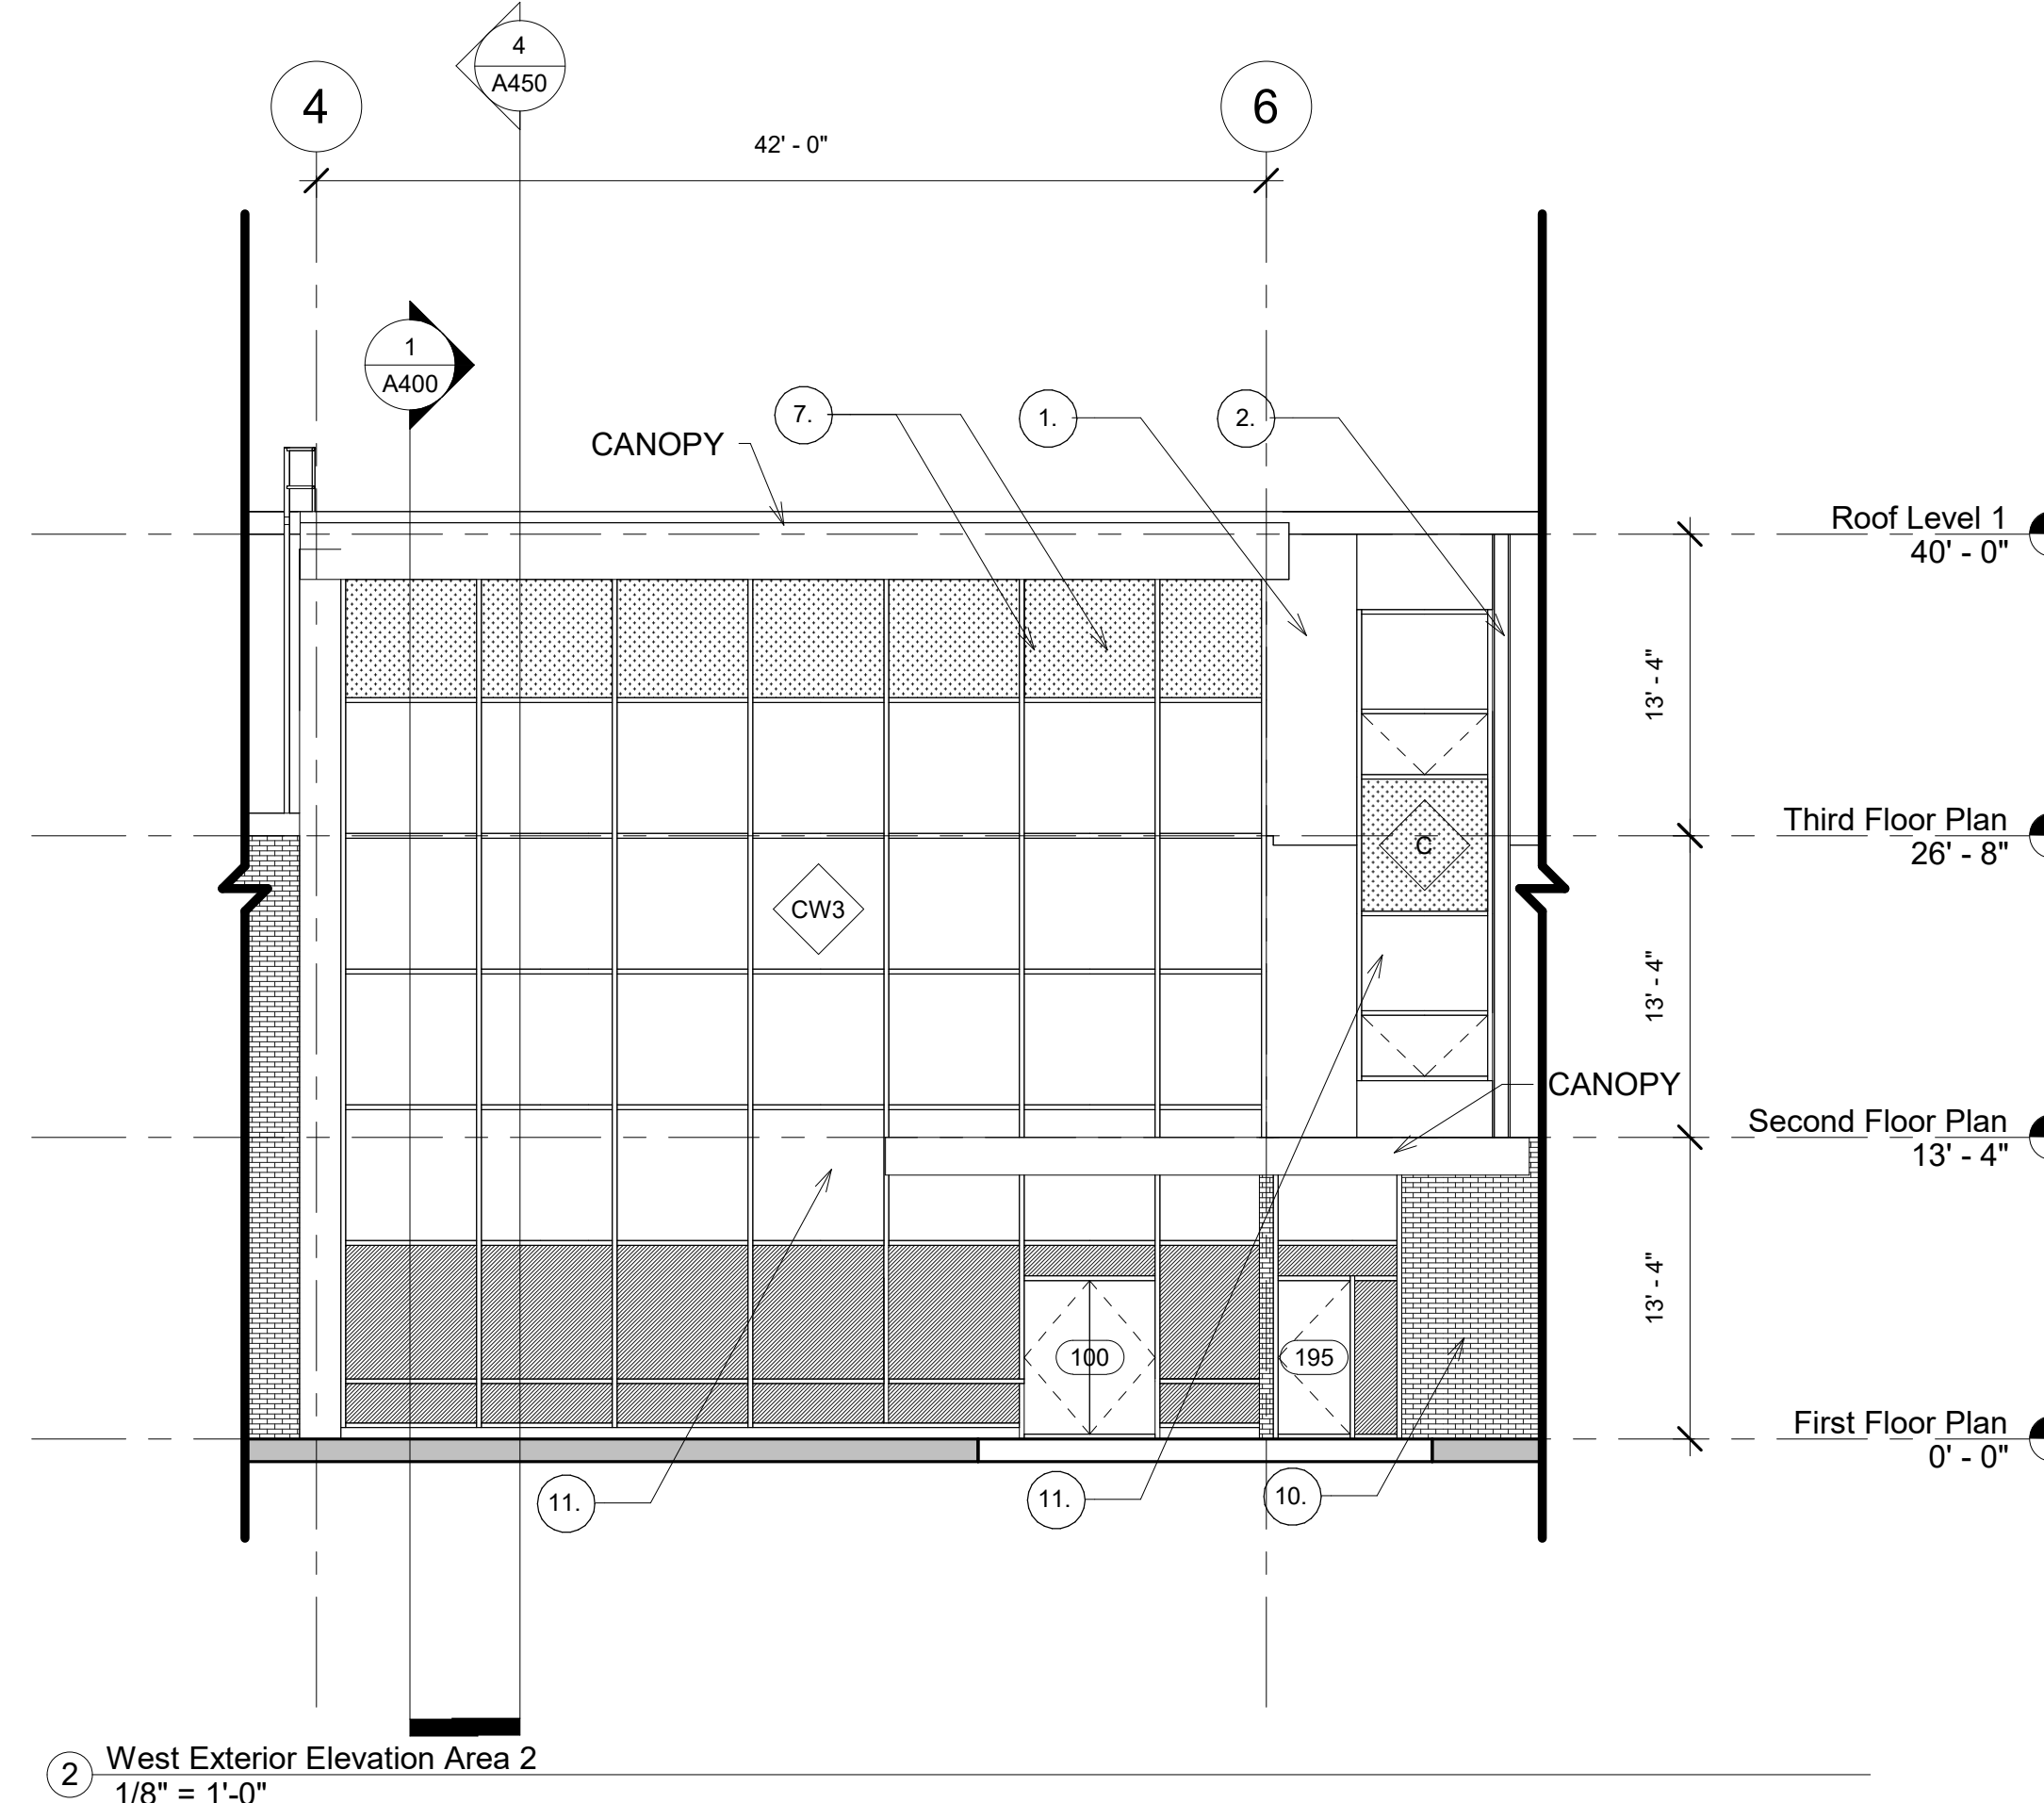 4
A450
4
6
42' - 0"
1
A400
7.
1.
2.
CANOPY
Roof Level 1
40' - 0"
13' - 4"
Third Floor Plan
26' - 8"
C
CW3
13' - 4"
CANOPY
Second Floor Plan
13' - 4"
13' - 4"
100
195
First Floor Plan
0' - 0"
11.
11.
10.
2
West Exterior Elevation Area 2
1/8" = 1'-0"